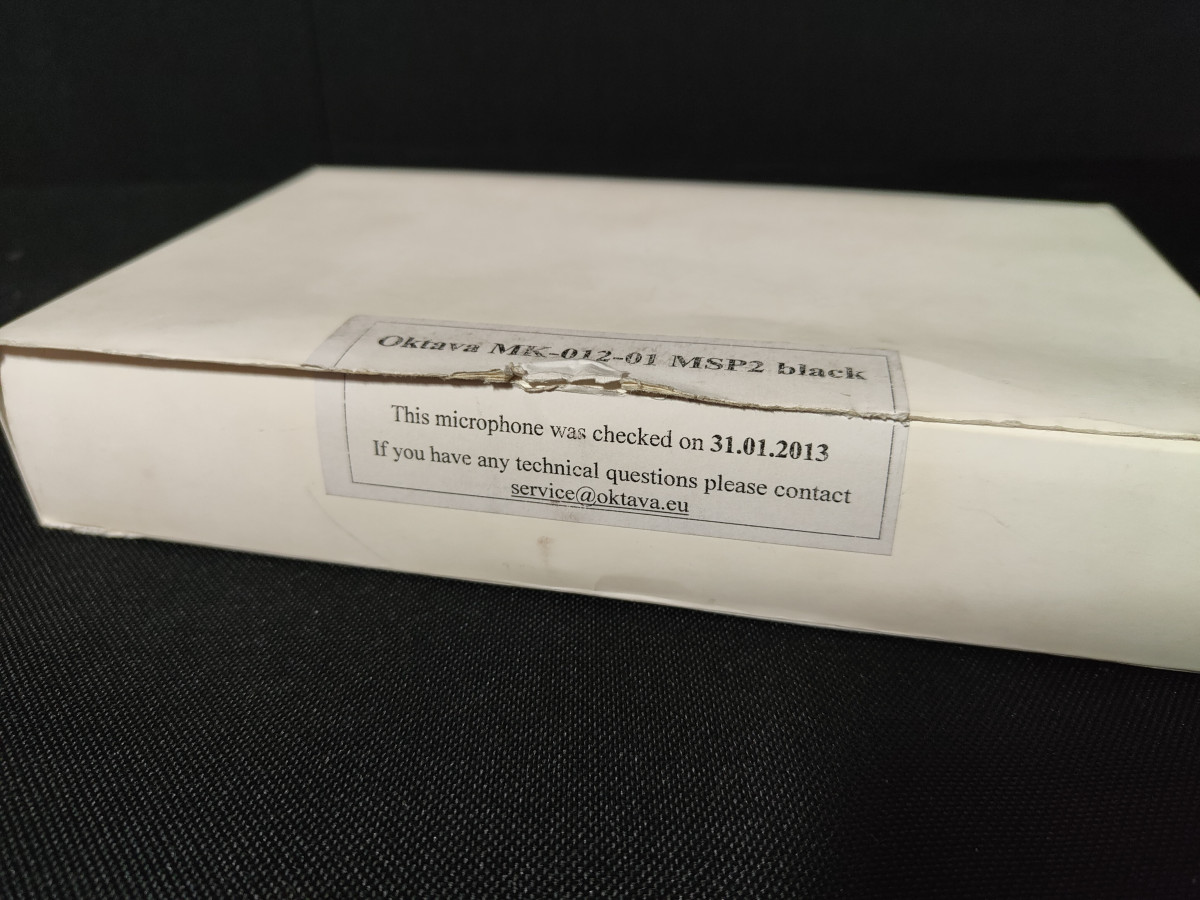 Oktava MK-012-01 MSP2 black
This microphone was checked on 31.01.2013
If you have any technical questions please contact
service@oktava.eu